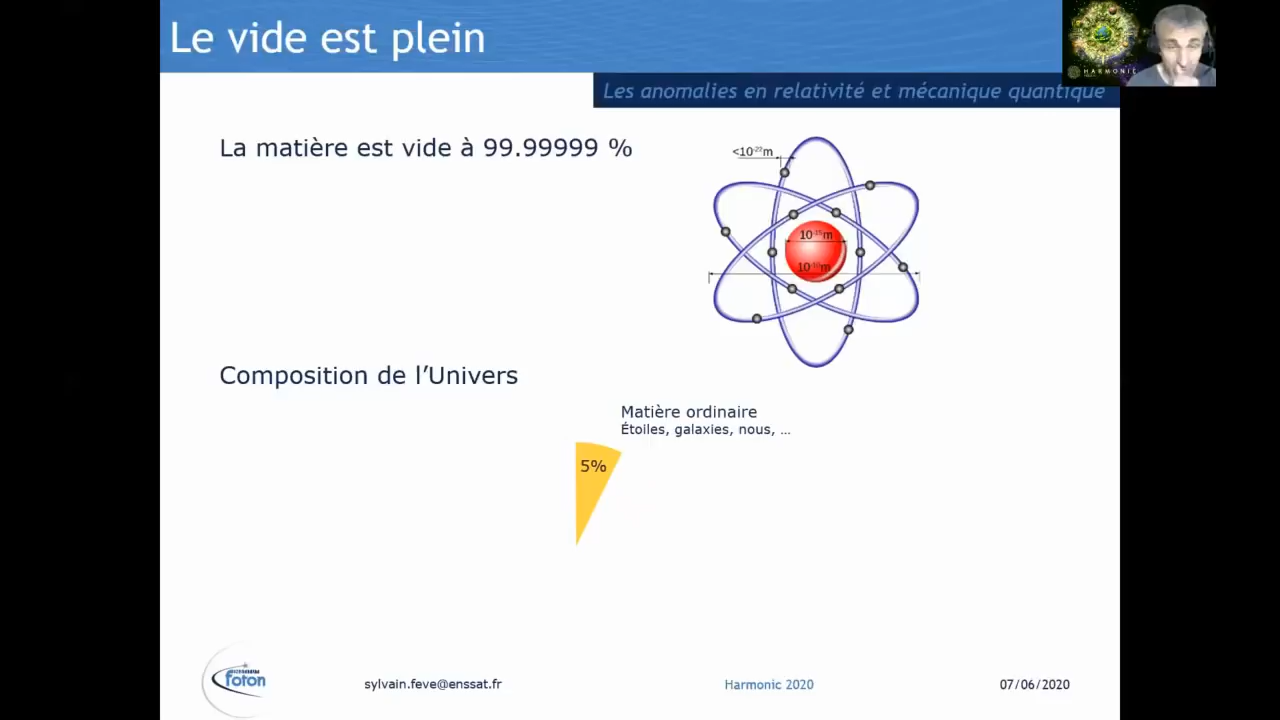 Le vide est plein
HARMONIC
Les anomalies en relativité et mécanique quantique
La matière est vide à 99.99999 %
<10⁻²³m
10⁻¹⁵m
10⁻¹⁰m
Composition de l’Univers
Matière ordinaire
Étoiles, galaxies, nous, ...
5%
foton
sylvain.feve@enssat.fr
Harmonic 2020
07/06/2020